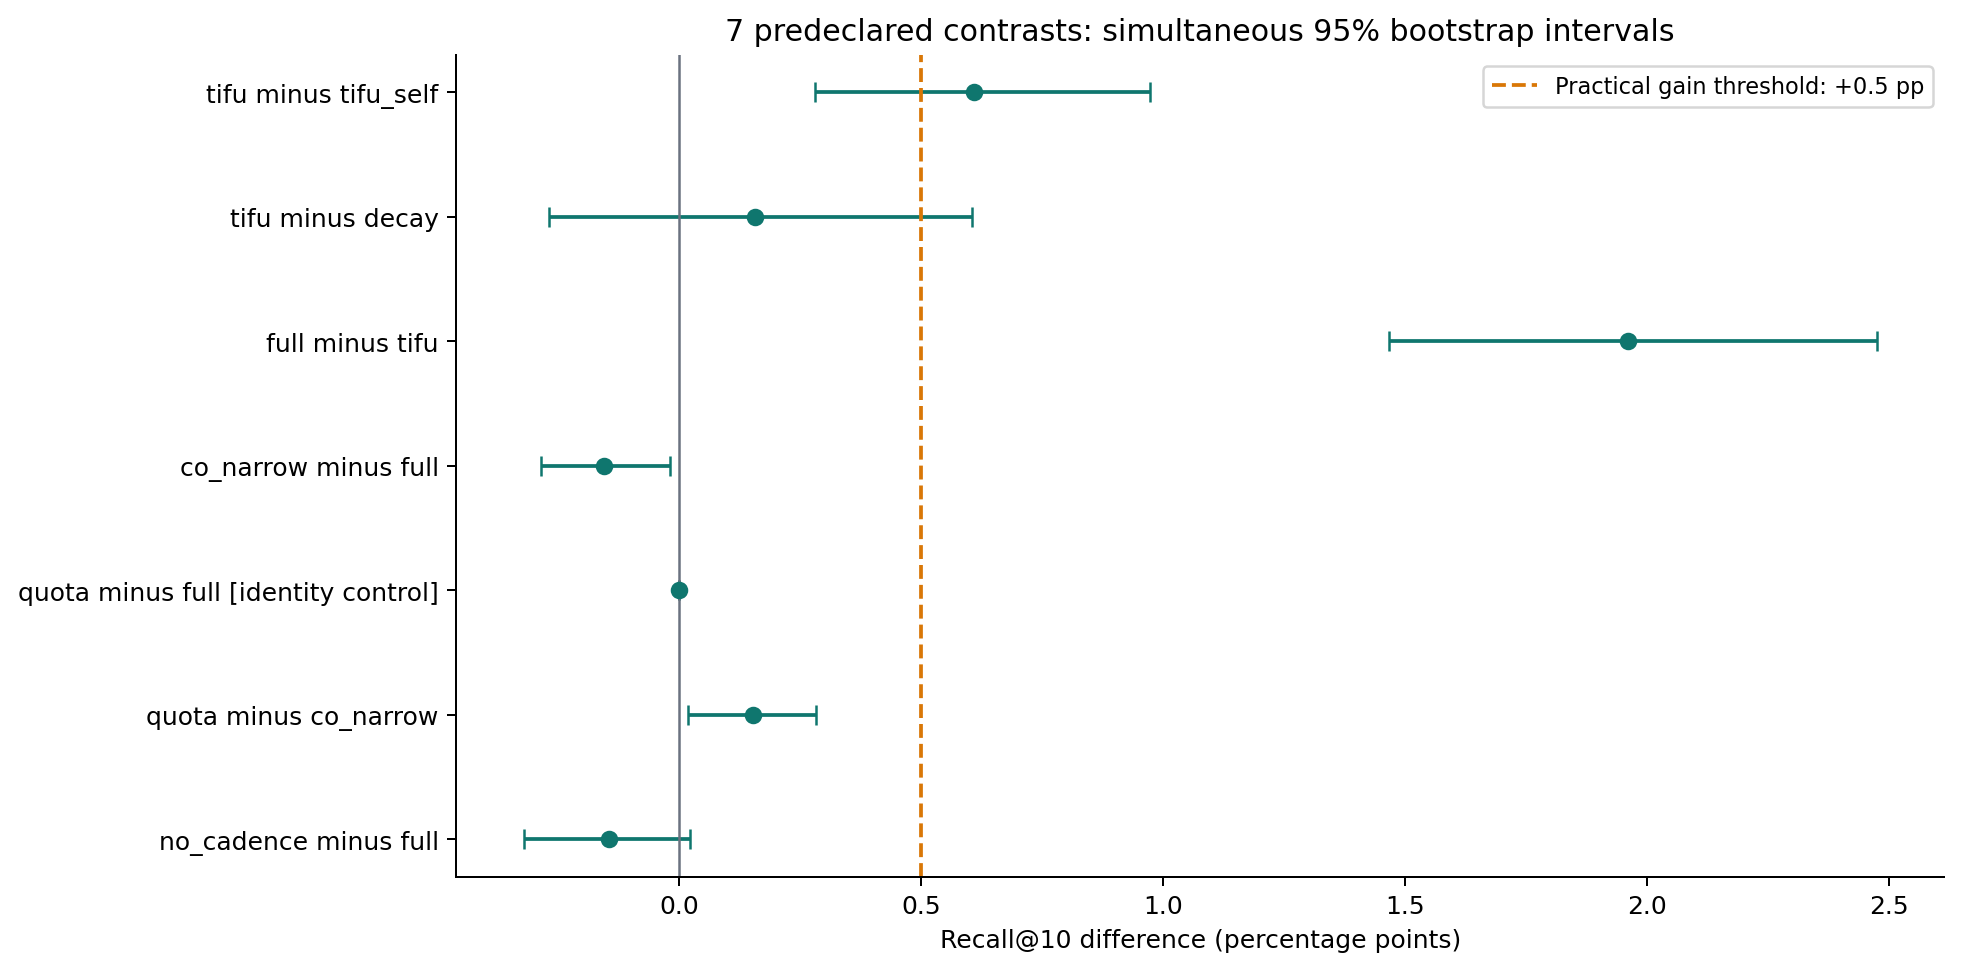 7 predeclared contrasts: simultaneous 95% bootstrap intervals
Practical gain threshold: +0.5 pp
tifu minus tifu_self
tifu minus decay
full minus tifu
co_narrow minus full
quota minus full [identity control]
quota minus co_narrow
no_cadence minus full
0.0 0.5 1.0 1.5 2.0 2.5
Recall@10 difference (percentage points)